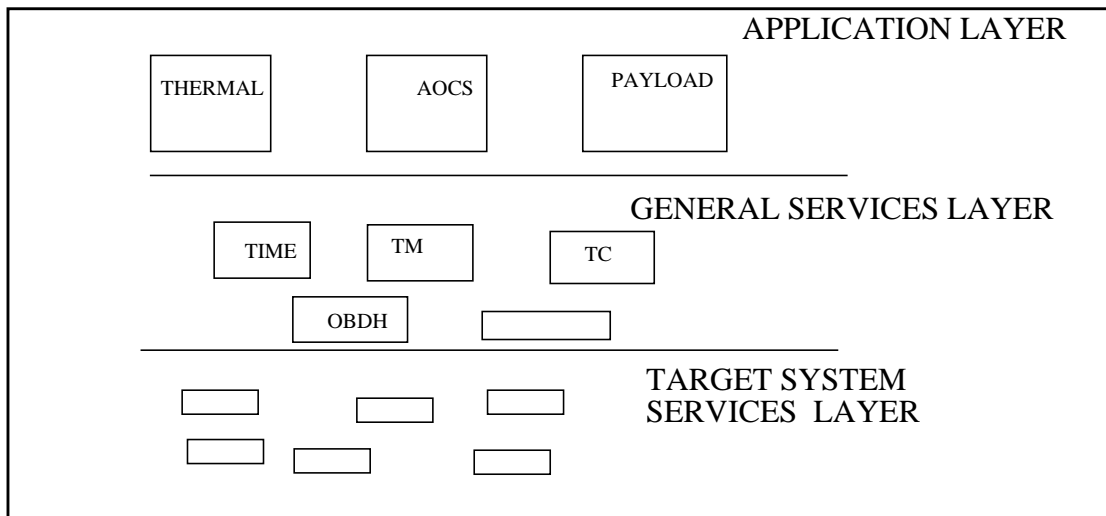 APPLICATION LAYER
THERMAL
AOCS
PAYLOAD
GENERAL SERVICES LAYER
TIME
TM
TC
OBDH
TARGET SYSTEM
SERVICES LAYER